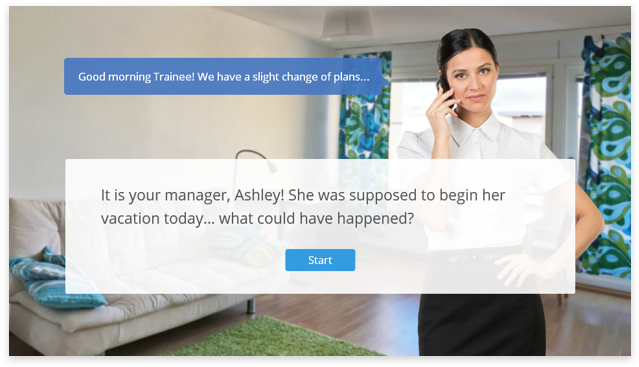 Good morning Trainee! We have a slight change of plans...
It is your manager, Ashley! She was supposed to begin her
vacation today... what could have happened?
Start